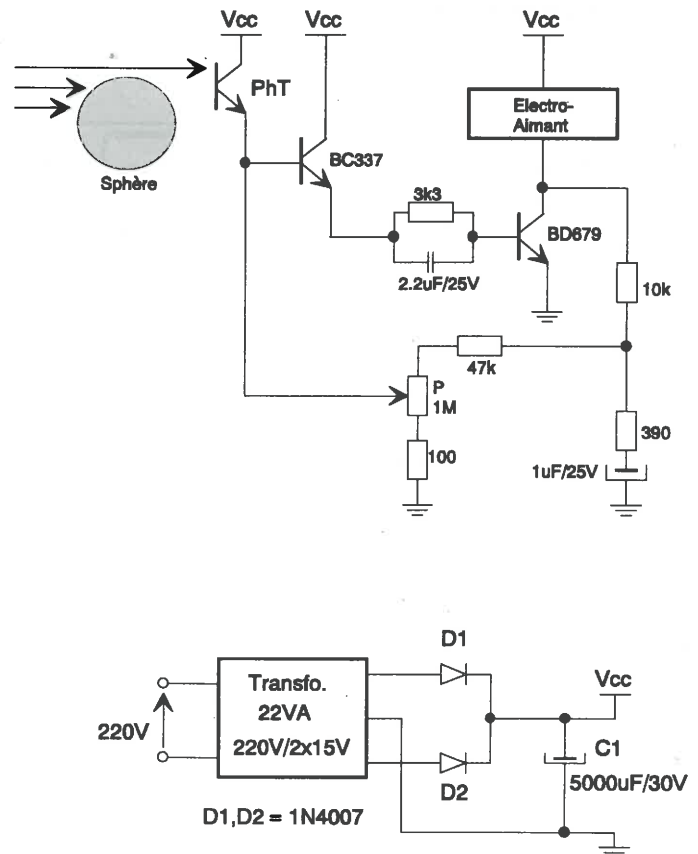 Vcc
Vcc
Vcc
PhT
Electro-
Aimant
BC337
Sphère
3k3
BD679
2.2uF/25V
10k
47k
P
1M
390
100
1uF/25V
D1
Transfo.
22VA
220V/2x15V
Vcc
220V
C1
5000uF/30V
D2
D1,D2 = 1N4007